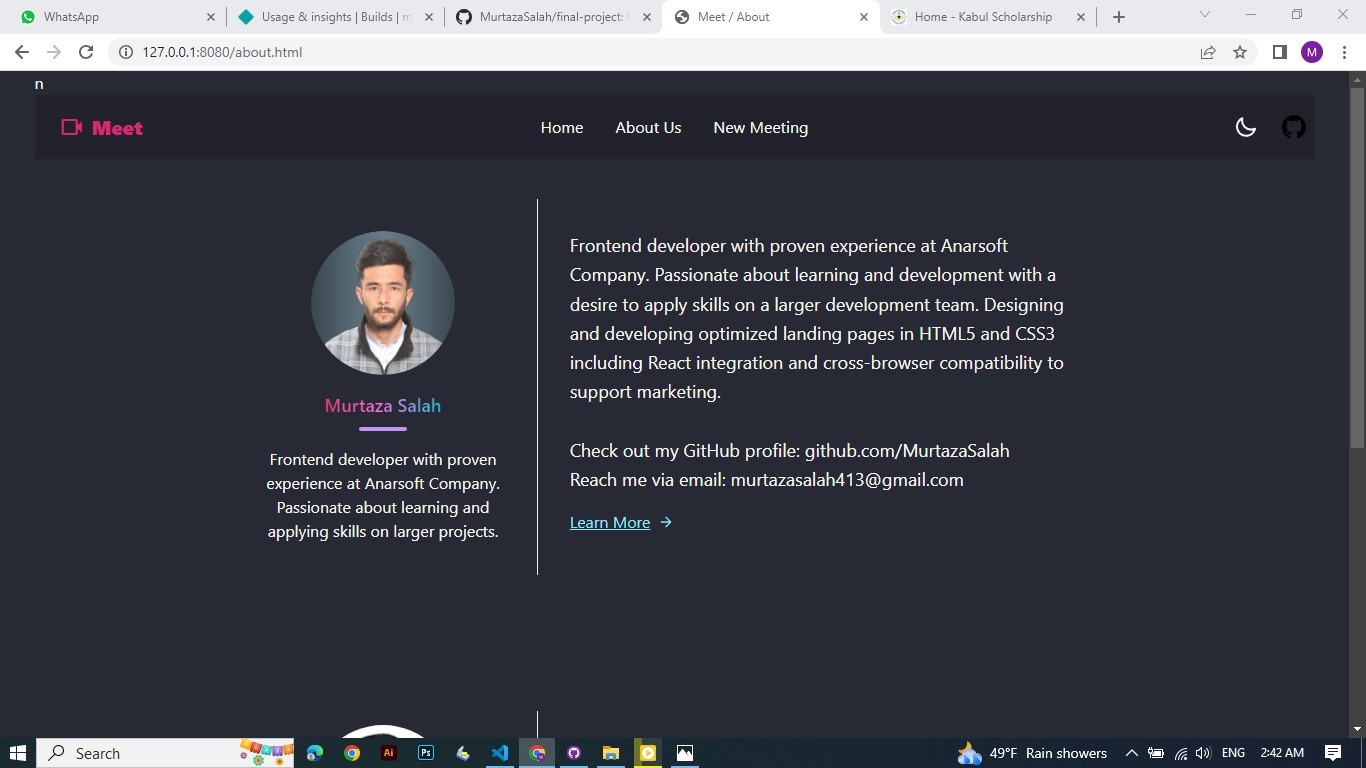 WhatsApp
Usage & insights | Builds | m
MurtazaSalah/final-project:
Meet / About
Home - Kabul Scholarship
127.0.0.1:8080/about.html
M
n
Meet
Home
About Us
New Meeting
Murtaza Salah
Frontend developer with proven
experience at Anarsoft Company.
Passionate about learning and
applying skills on larger projects.
Frontend developer with proven experience at Anarsoft
Company. Passionate about learning and development with a
desire to apply skills on a larger development team. Designing
and developing optimized landing pages in HTML5 and CSS3
including React integration and cross-browser compatibility to
support marketing.
Check out my GitHub profile: github.com/MurtazaSalah
Reach me via email: murtazasalah413@gmail.com
Learn More
Search
Ai
Ps
49°F Rain showers
ENG
2:42 AM